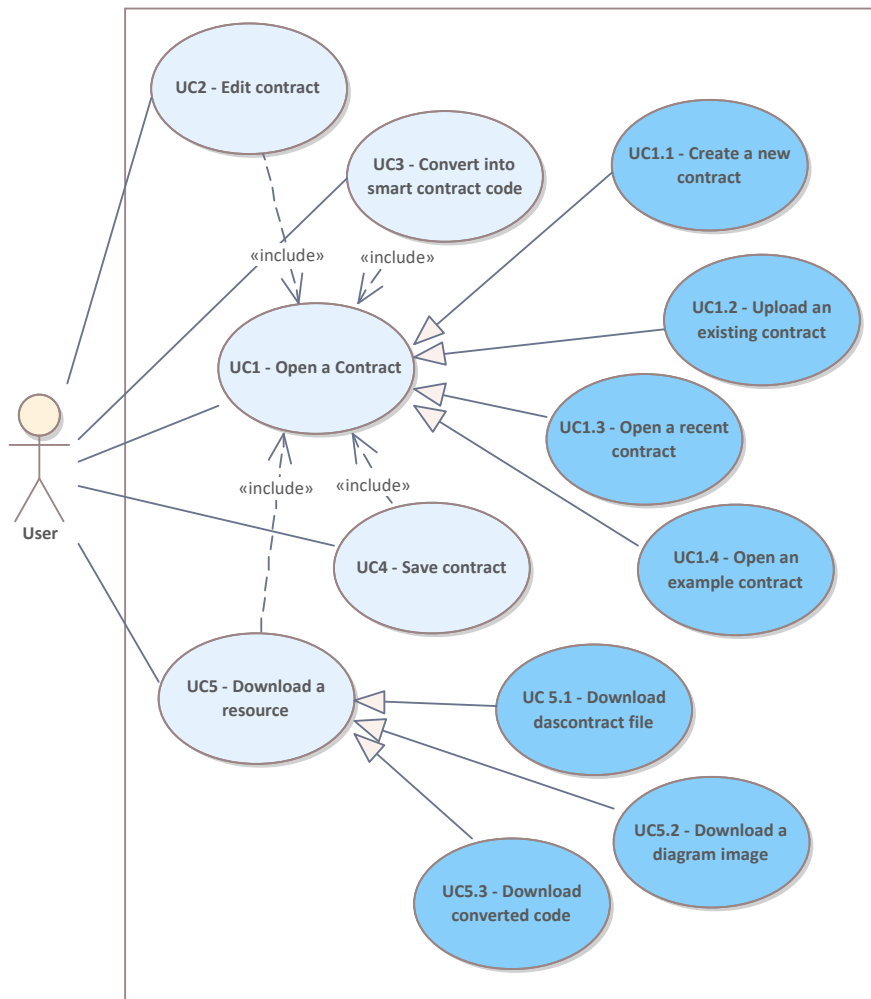 UC2 - Edit contract
UC3 - Convert into
smart contract code
UC1.1 - Create a new
contract
«include»
«include»
UC1.2 - Upload an
existing contract
UC1 - Open a Contract
UC1.3 - Open a recent
contract
«include»
«include»
User
UC4 - Save contract
UC1.4 - Open an
example contract
UC5 - Download a
resource
UC 5.1 - Download
dascontract file
UC5.2 - Download a
diagram image
UC5.3 - Download
converted code